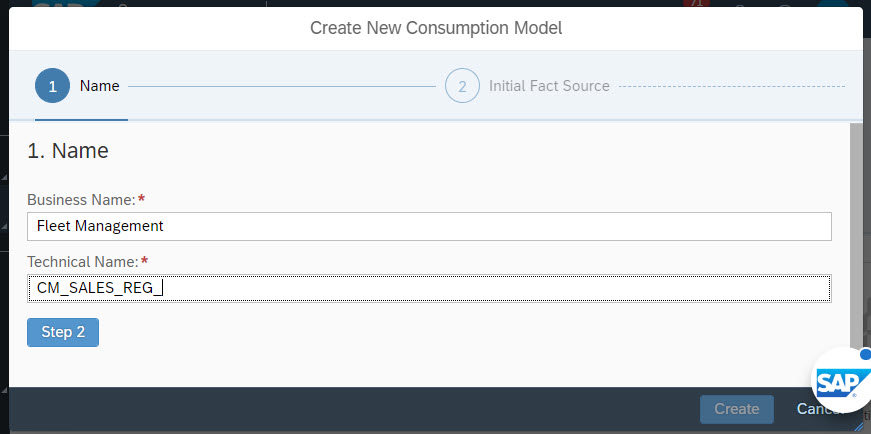 71
Create New Consumption Model
1 Name
2 Initial Fact Source
1. Name
Business Name:*
Fleet Management
Technical Name:*
CM_SALES_REG_
Step 2
SAP
Create